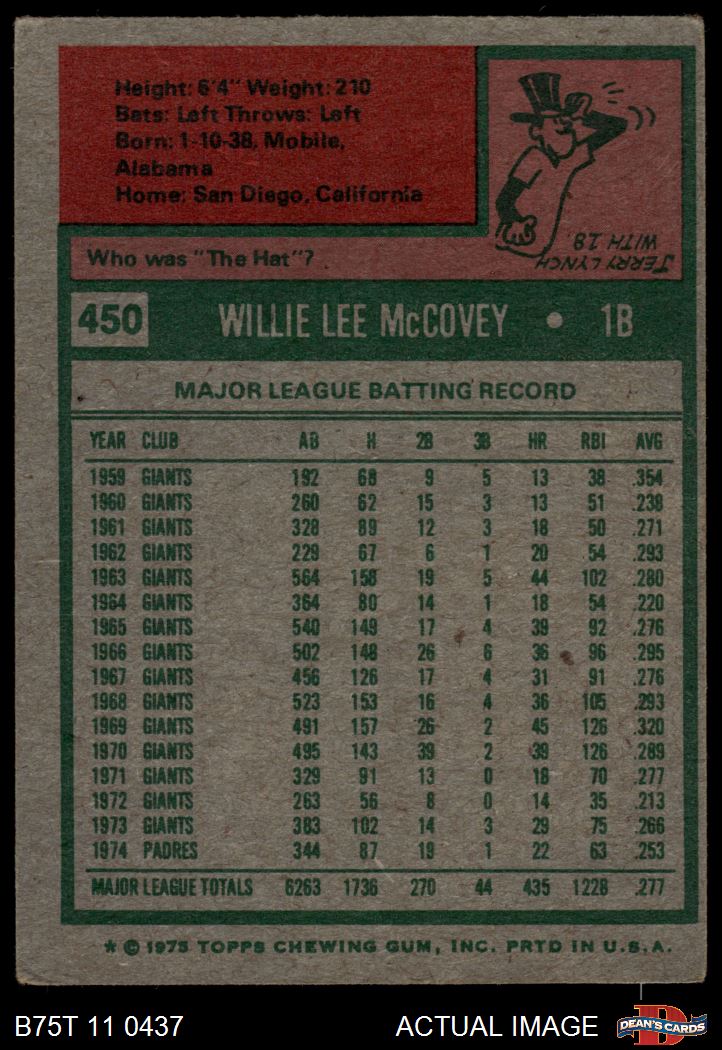 Height: 6'4" Weight: 210
Bats: Left Throws: Left
Born: 1-10-38, Mobile,
Alabama
Home: San Diego, California
Who was "The Hat"?
JERRY LYNCH
WITH 18.
450 WILLIE LEE McCOVEY • 1B
MAJOR LEAGUE BATTING RECORD
YEAR CLUB AB H 2B 3B HR RBI AVG
1959 GIANTS 192 68 9 5 13 38 .354
1960 GIANTS 260 62 15 3 13 51 .238
1961 GIANTS 328 89 12 3 18 50 .271
1962 GIANTS 229 67 6 1 20 54 .293
1963 GIANTS 564 158 19 5 44 102 .280
1964 GIANTS 364 80 14 1 18 54 .220
1965 GIANTS 540 149 17 4 39 92 .276
1966 GIANTS 502 148 26 6 36 96 .295
1967 GIANTS 456 126 17 4 31 91 .276
1968 GIANTS 523 153 16 4 36 105 .293
1969 GIANTS 491 157 26 2 45 126 .320
1970 GIANTS 495 143 39 2 39 126 .289
1971 GIANTS 329 91 13 0 18 70 .277
1972 GIANTS 263 56 8 0 14 35 .213
1973 GIANTS 383 102 14 3 29 75 .266
1974 PADRES 344 87 19 1 22 63 .253
MAJOR LEAGUE TOTALS 6263 1736 270 44 435 1228 .277
* © 1975 TOPPS CHEWING GUM, INC. PRTD IN U.S.A.
B75T 11 0437 ACTUAL IMAGE
D
DEAN'S CARDS